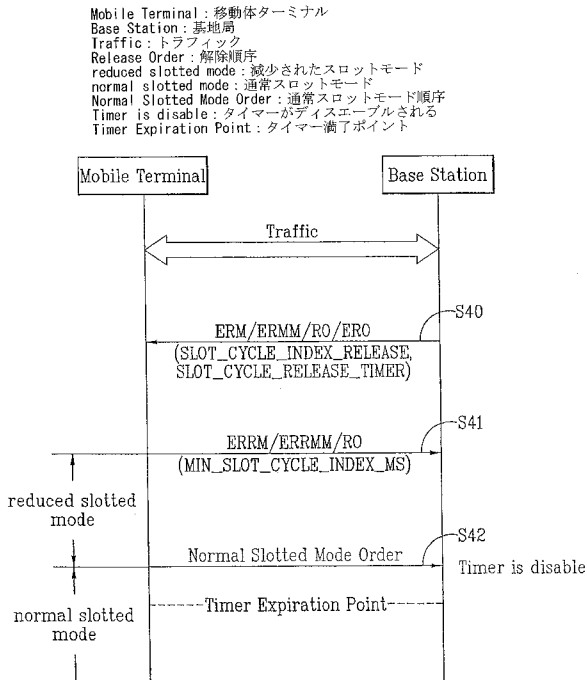 Mobile Terminal：移動体ターミナル
Base Station：基地局
Traffic：トラフィック
Release Order：解除順序
reduced slotted mode：減少されたスロットモード
normal slotted mode：通常スロットモード
Normal Slotted Mode Order：通常スロットモード順序
Timer is disable：タイマーがディスエーブルされる
Timer Expiration Point：タイマー満了ポイント
Mobile Terminal
Base Station
Traffic
S40
ERM/ERMM/RO/ERO
(SLOT_CYCLE_INDEX_RELEASE,
SLOT_CYCLE_RELEASE_TIMER)
S41
ERRM/ERRMM/RO
(MIN_SLOT_CYCLE_INDEX_MS)
reduced slotted
mode
S42
Normal Slotted Mode Order
Timer is disable
Timer Expiration Point
normal slotted
mode